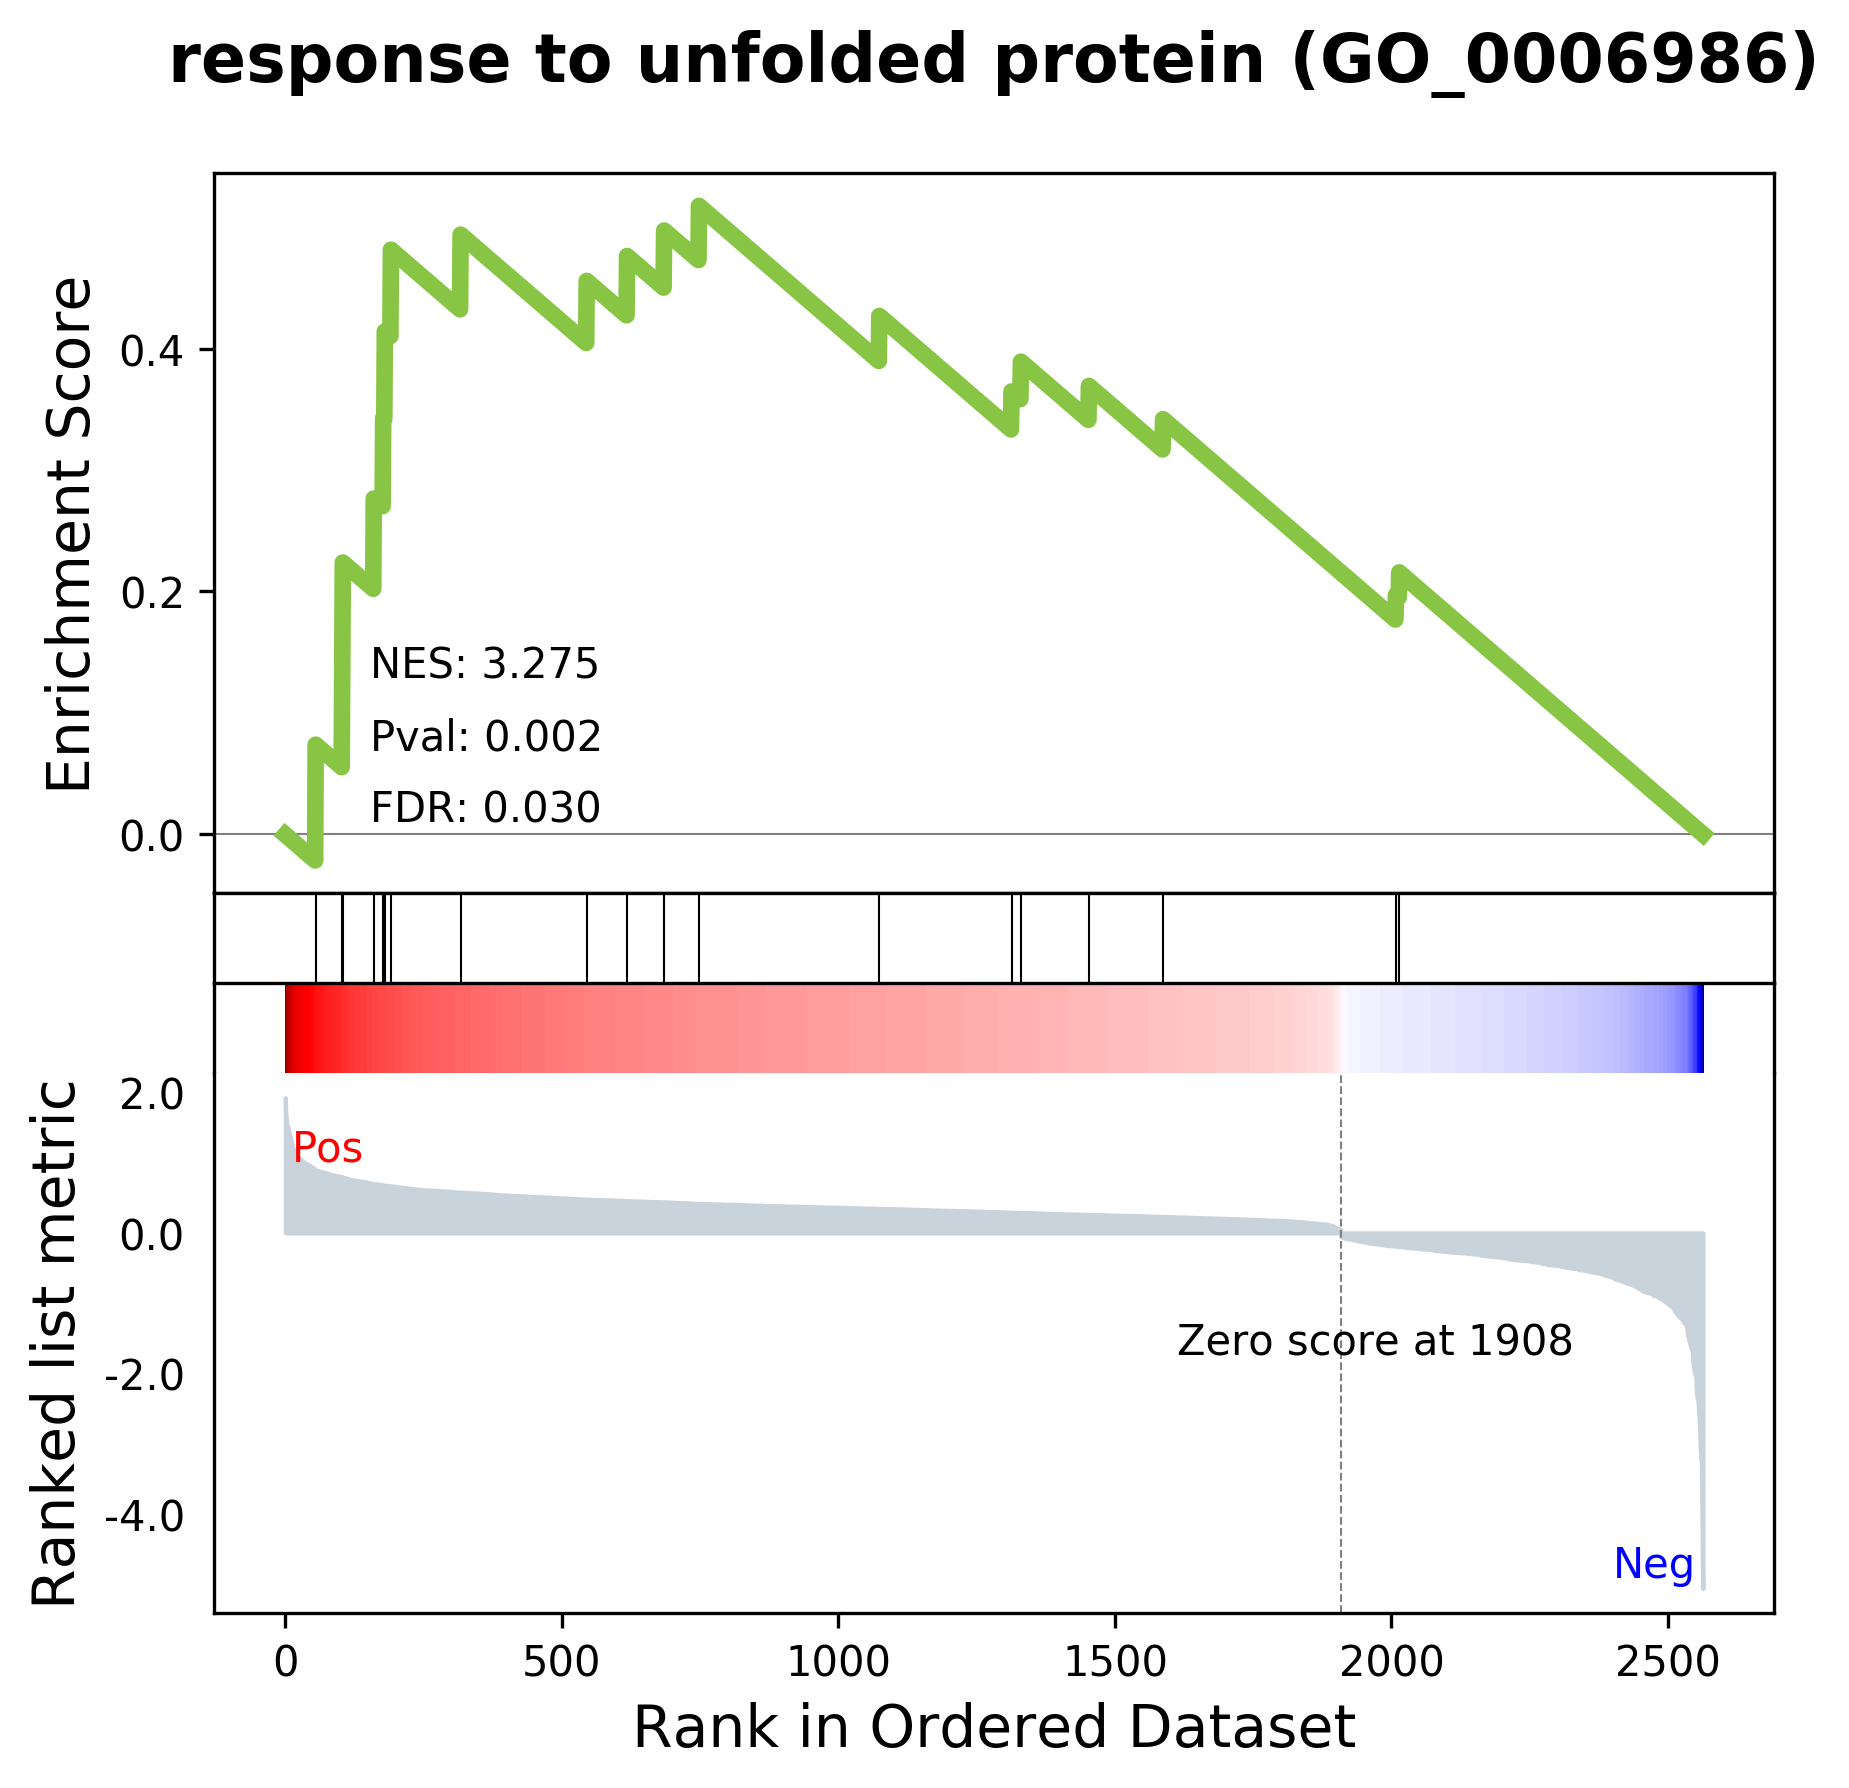 response to unfolded protein (GO_0006986)
Enrichment Score
0.4
0.2
0.0
NES: 3.275
Pval: 0.002
FDR: 0.030
Ranked list metric
2.0
0.0
-2.0
-4.0
Pos
Zero score at 1908
Neg
0 500 1000 1500 2000 2500
Rank in Ordered Dataset